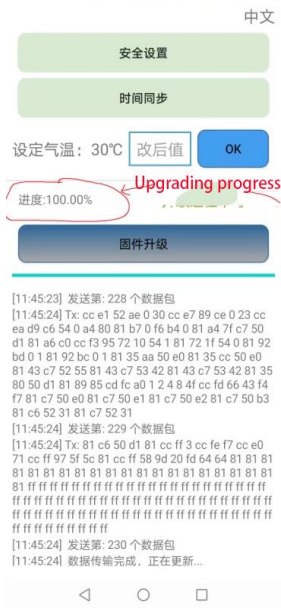 中文
安全设置
时间同步
设定气温：30℃ 改后值 OK
Upgrading progress
进度:100.00%
固件升级
[11:45:23] 发送第: 228 个数据包
[11:45:24] Tx: cc e1 52 ae 0 30 cc e7 89 ce 0 23 cc
ea d9 c6 54 0 a4 80 81 b7 0 f6 b4 0 81 a4 7f c7 50
d1 81 a6 c0 cc f3 95 72 10 54 1 81 72 1f 54 0 81 92
bd 0 1 81 92 bc 0 1 81 35 aa 50 e0 81 35 cc 50 e0
81 43 c7 52 55 81 43 c7 53 42 81 43 c7 53 42 81 35
80 50 d1 81 89 85 cd fc a0 1 2 4 8 4f cc fd 66 43 f4
f7 81 c7 50 e0 81 c7 50 e1 81 c7 50 e2 81 c7 50 b3
81 c6 52 31 81 c7 52 31
[11:45:24] 发送第: 229 个数据包
[11:45:24] Tx: 81 c6 50 d1 81 cc ff 3 cc fe f7 cc e0
71 cc ff 97 5f 5c 81 cc ff 58 9d 20 fd 64 64 81 81 81
81 81 81 81 81 81 81 81 81 81 81 81 81 81 81 81 81
81 ff ff ff ff ff ff ff ff ff ff ff ff ff ff ff ff ff ff ff ff
ff ff ff ff ff ff ff ff ff ff ff ff ff ff ff ff ff ff ff ff ff ff
ff ff ff ff ff ff ff ff ff ff ff ff ff ff ff ff ff ff ff ff ff ff
ff ff ff ff ff ff ff ff
[11:45:24] 发送第: 230 个数据包
[11:45:24] 数据传输完成，正在更新...